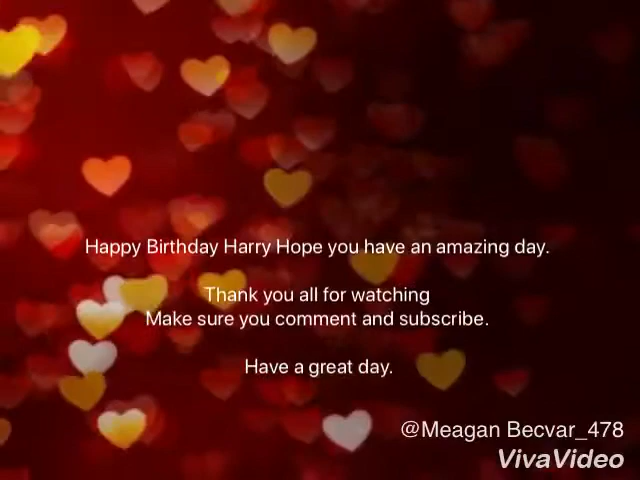 Happy Birthday Harry Hope you have an amazing day.
Thank you all for watching
Make sure you comment and subscribe.
Have a great day.
@Meagan Becvar_478
VivaVideo